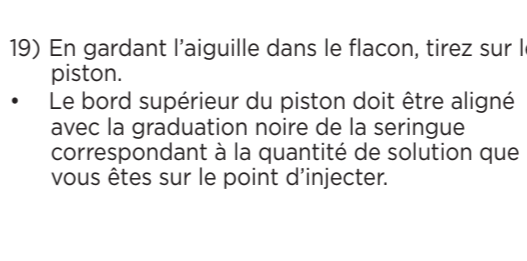 19) En gardant l’aiguille dans le flacon, tirez sur
piston.
• Le bord supérieur du piston doit être aligné
avec la graduation noire de la seringue
correspondant à la quantité de solution que
vous êtes sur le point d’injecter.